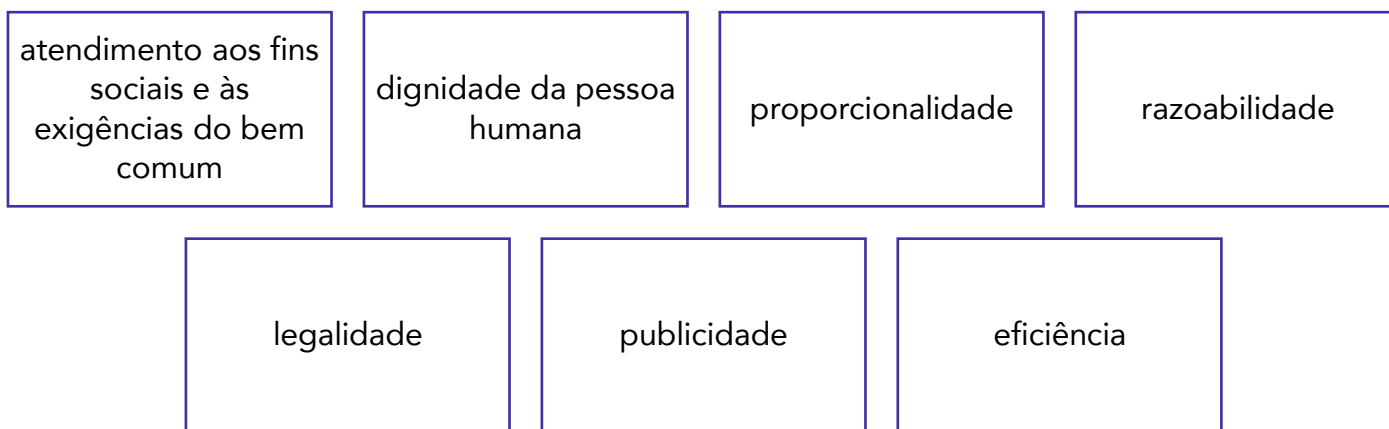 atendimento aos fins
sociais e às
exigências do bem
comum
dignidade da pessoa
humana
proporcionalidade
razoabilidade
legalidade
publicidade
eficiência